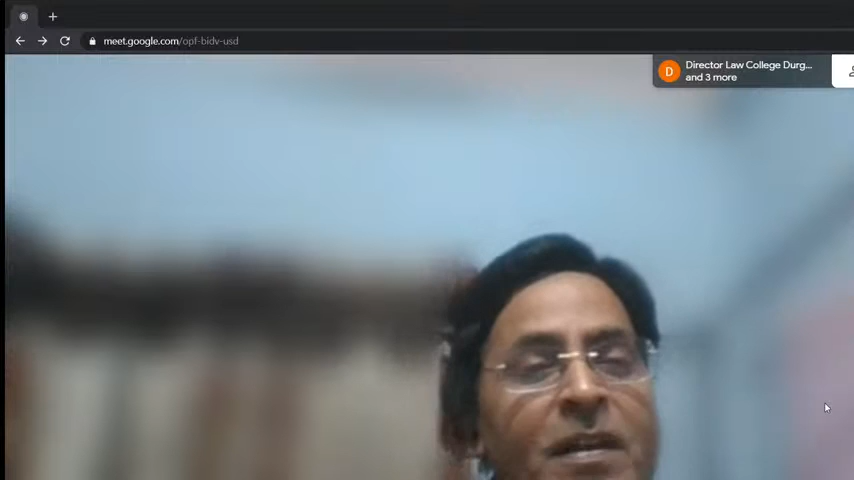 meet.google.com/opf-bidv-usd
D
Director Law College Durg...
and 3 more